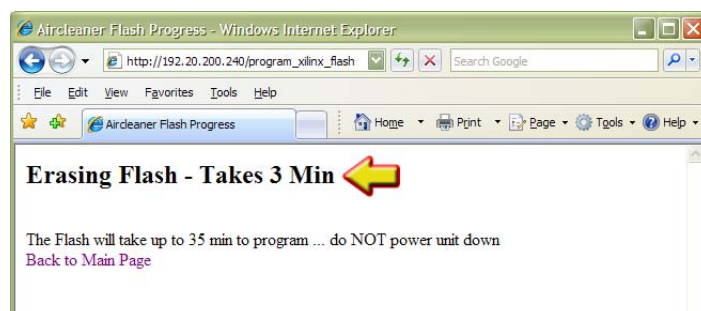 Aircleaner Flash Progress - Windows Internet Explorer
http://192.20.200.240/program_xilinx_flash
Search Google
File Edit View Favorites Tools Help
Aircleaner Flash Progress Home Print Page Tools Help
Erasing Flash - Takes 3 Min
The Flash will take up to 35 min to program ... do NOT power unit down
Back to Main Page